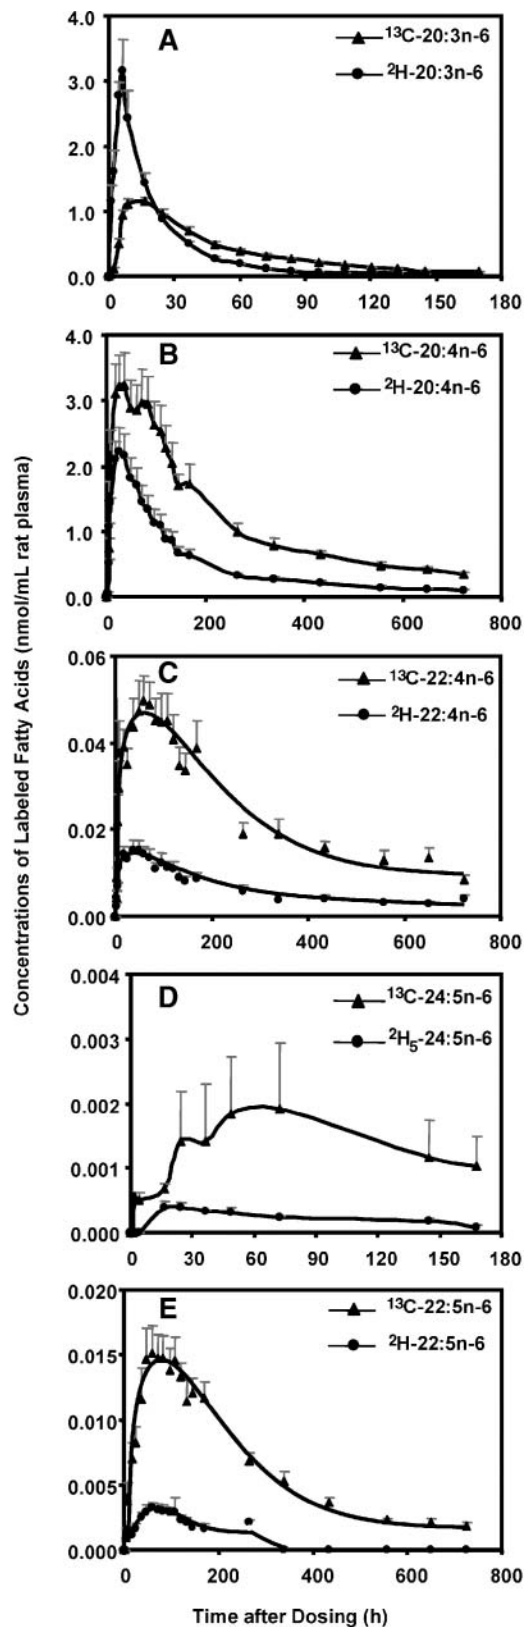 Concentrations of Labeled Fatty Acids (nmol/mL rat plasma)
A
13C-20:3n-6
2H-20:3n-6
4.0
3.0
2.0
1.0
0.0
0 30 60 90 120 150 180
B
13C-20:4n-6
2H-20:4n-6
4.0
3.0
2.0
1.0
0.0
0 200 400 600 800
C
13C-22:4n-6
2H-22:4n-6
0.06
0.04
0.02
0.00
0 200 400 600 800
D
13C-24:5n-6
2H5-24:5n-6
0.004
0.003
0.002
0.001
0.000
0 30 60 90 120 150 180
E
13C-22:5n-6
2H-22:5n-6
0.020
0.015
0.010
0.005
0.000
0 200 400 600 800
Time after Dosing (h)